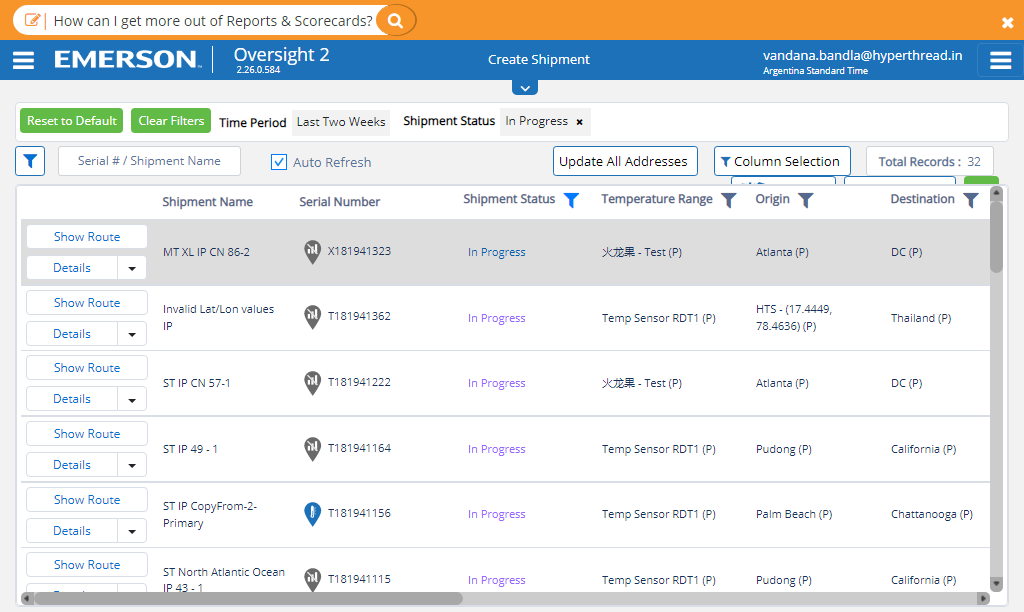 How can I get more out of Reports & Scorecards?
EMERSON
Oversight 2
2.26.0.584
Create Shipment
vandana.bandla@hyperthread.in
Argentina Standard Time
Reset to Default
Clear Filters
Time Period
Last Two Weeks
Shipment Status
In Progress
Serial # / Shipment Name
Auto Refresh
Update All Addresses
Column Selection
Total Records : 32
Shipment Name
Serial Number
Shipment Status
Temperature Range
Origin
Destination
Show Route
Details
MT XL IP CN 86-2
X181941323
In Progress
火龙果 - Test (P)
Atlanta (P)
DC (P)
Show Route
Details
Invalid Lat/Lon values
IP
T181941362
In Progress
Temp Sensor RDT1 (P)
HTS - (17.4449,
78.4636) (P)
Thailand (P)
Show Route
Details
ST IP CN 57-1
T181941222
In Progress
火龙果 - Test (P)
Atlanta (P)
DC (P)
Show Route
Details
ST IP 49 - 1
T181941164
In Progress
Temp Sensor RDT1 (P)
Pudong (P)
California (P)
Show Route
Details
ST IP CopyFrom-2-
Primary
T181941156
In Progress
Temp Sensor RDT1 (P)
Palm Beach (P)
Chattanooga (P)
Show Route
ST North Atlantic Ocean
IP 43 - 1
T181941115
In Progress
Temp Sensor RDT1 (P)
Pudong (P)
California (P)